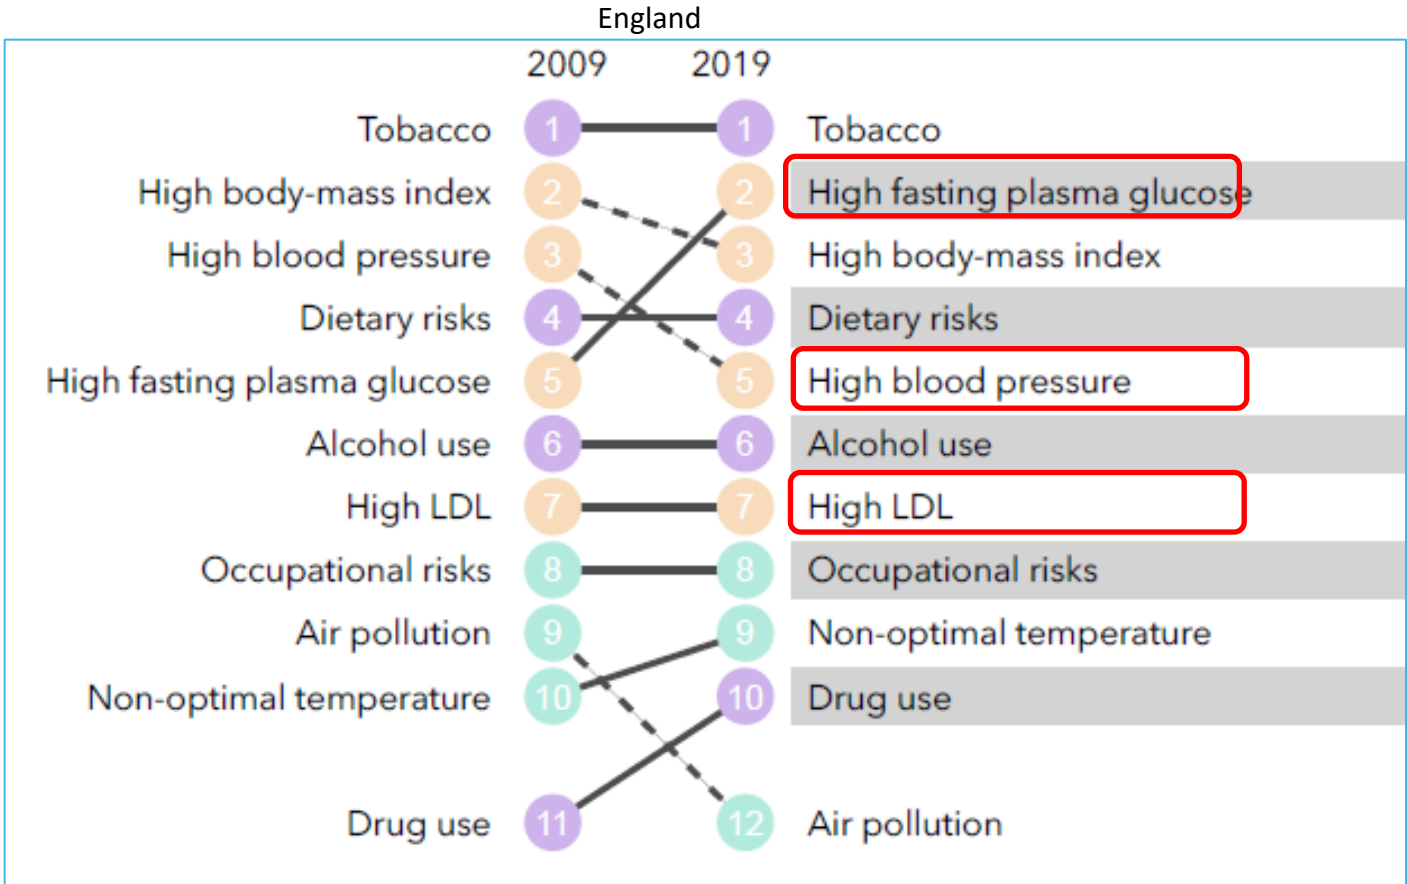 England
2009 2019
Tobacco 1 1 Tobacco
High body-mass index 2 2 High fasting plasma glucose
High blood pressure 3 3 High body-mass index
Dietary risks 4 4 Dietary risks
High fasting plasma glucose 5 5 High blood pressure
Alcohol use 6 6 Alcohol use
High LDL 7 7 High LDL
Occupational risks 8 8 Occupational risks
Air pollution 9 9 Non-optimal temperature
Non-optimal temperature 10 10 Drug use
Drug use 11 12 Air pollution